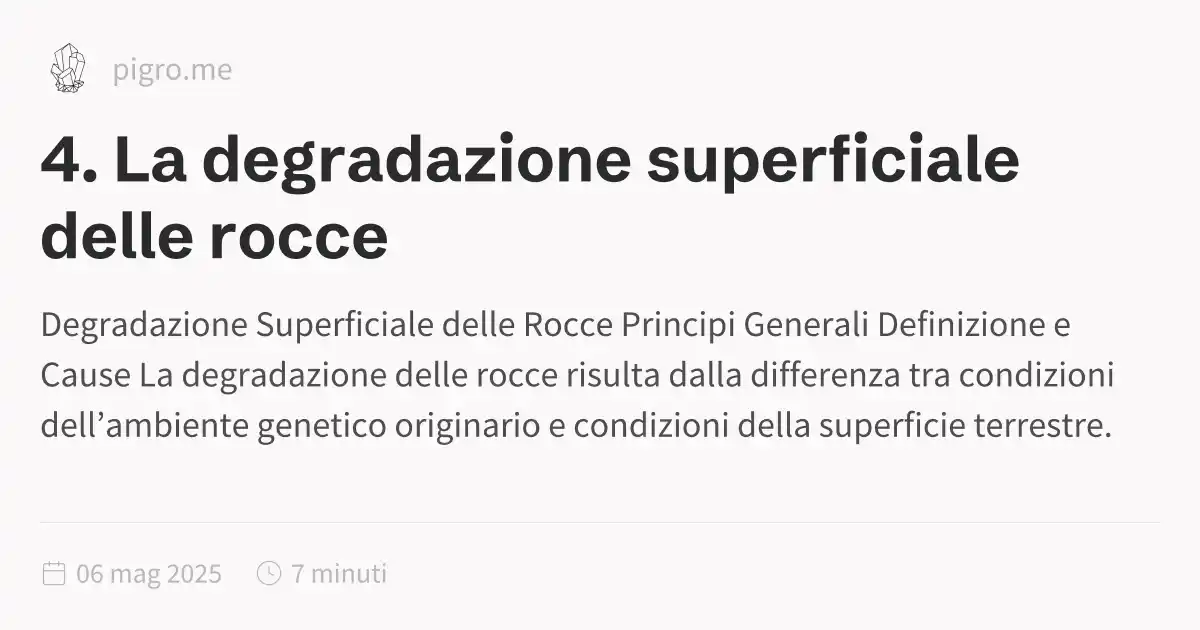 pigro.me
4. La degradazione superficiale
delle rocce
Degradazione Superficiale delle Rocce Principi Generali Definizione e
Cause La degradazione delle rocce risulta dalla differenza tra condizioni
dell’ambiente genetico originario e condizioni della superficie terrestre.
06 mag 2025 7 minuti